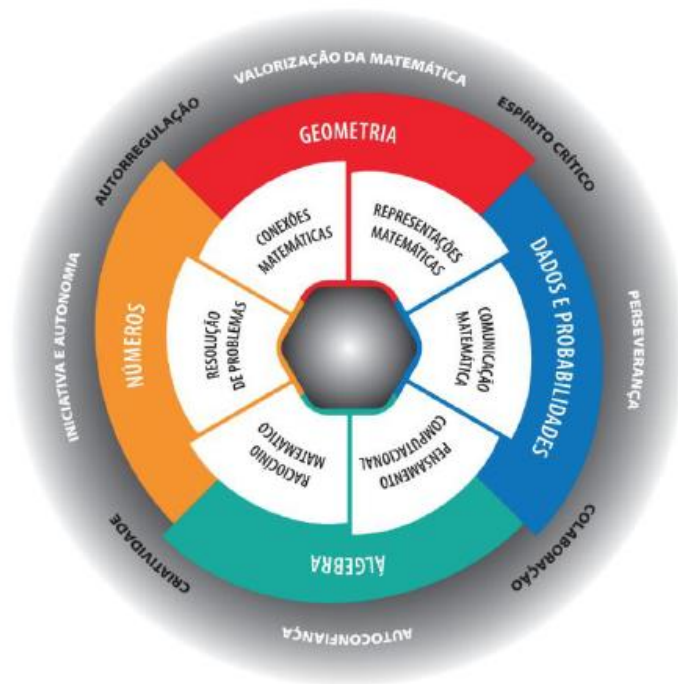 VALORIZAÇÃO DA MATEMÁTICA
ESPÍRITO CRÍTICO
PERSEVERANÇA
COLABORAÇÃO
AUTOCONFIANÇA
CRIATIVIDADE
INICIATIVA E AUTONOMIA
AUTORREGULAÇÃO
GEOMETRIA
DADOS E PROBABILIDADES
ÁLGEBRA
NÚMEROS
CONEXÕES
MATEMÁTICAS
REPRESENTAÇÕES
MATEMÁTICAS
COMUNICAÇÃO
MATEMÁTICA
PENSAMENTO
COMPUTACIONAL
RACIOCÍNIO
MATEMÁTICO
RESOLUÇÃO
DE PROBLEMAS